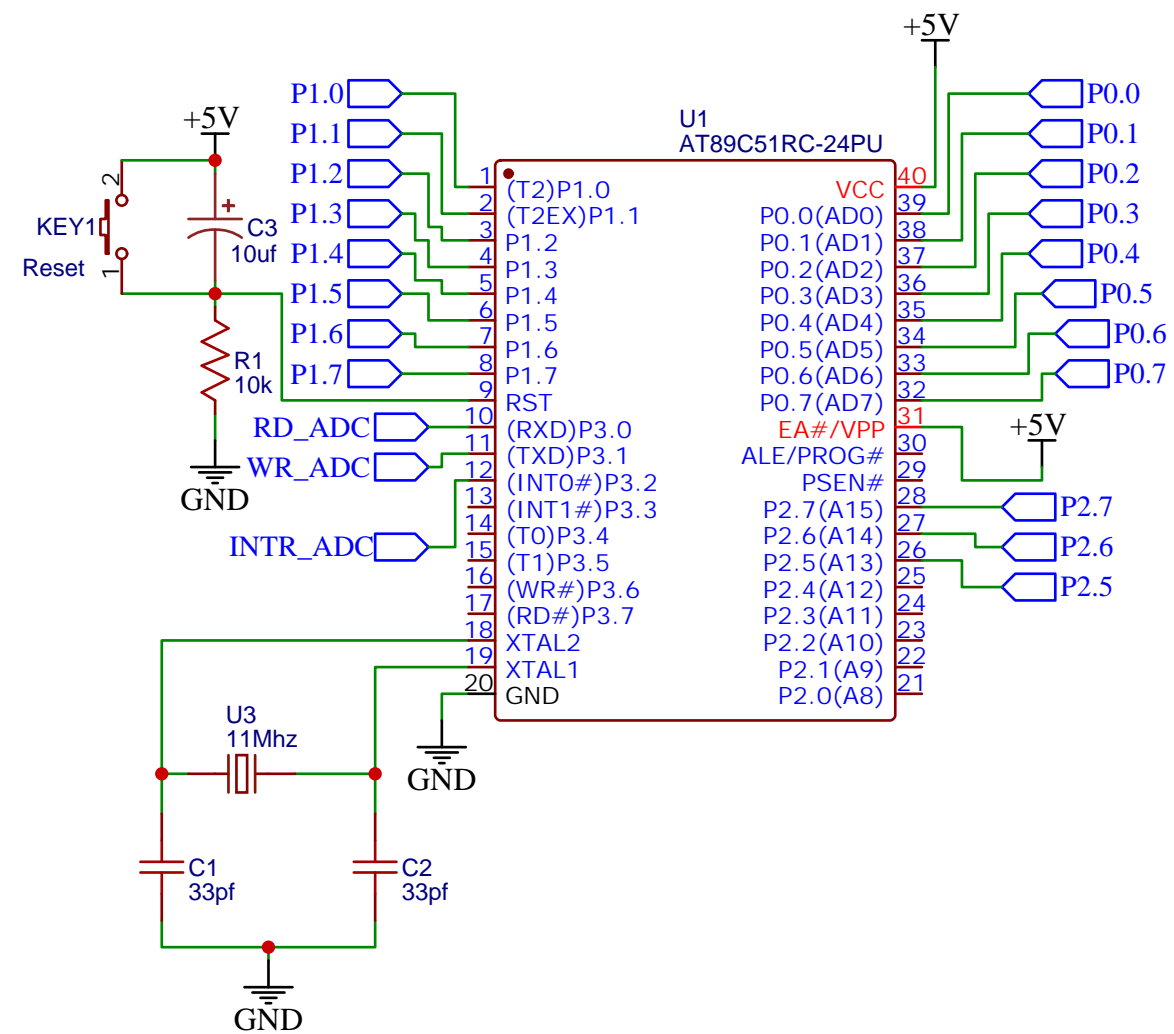 +5V
P1.0
P1.1
P1.2
P1.3
P1.4
P1.5
P1.6
P1.7
RD_ADC
WR_ADC
INTR_ADC
+5V
2
KEY1
Reset
1
C3
10uf
R1
10k
GND
U1
AT89C51RC-24PU
1 (T2)P1.0
2 (T2EX)P1.1
3 P1.2
4 P1.3
5 P1.4
6 P1.5
7 P1.6
8 P1.7
9 RST
10 (RXD)P3.0
11 (TXD)P3.1
12 (INT0#)P3.2
13 (INT1#)P3.3
14 (T0)P3.4
15 (T1)P3.5
16 (WR#)P3.6
17 (RD#)P3.7
18 XTAL2
19 XTAL1
20 GND
VCC 40
P0.0(AD0) 39
P0.1(AD1) 38
P0.2(AD2) 37
P0.3(AD3) 36
P0.4(AD4) 35
P0.5(AD5) 34
P0.6(AD6) 33
P0.7(AD7) 32
EA#/VPP 31
ALE/PROG# 30
PSEN# 29
P2.7(A15) 28
P2.6(A14) 27
P2.5(A13) 26
P2.4(A12) 25
P2.3(A11) 24
P2.2(A10) 23
P2.1(A9) 22
P2.0(A8) 21
P0.0
P0.1
P0.2
P0.3
P0.4
P0.5
P0.6
P0.7
+5V
P2.7
P2.6
P2.5
GND
U3
11Mhz
C1
33pf
C2
33pf
GND